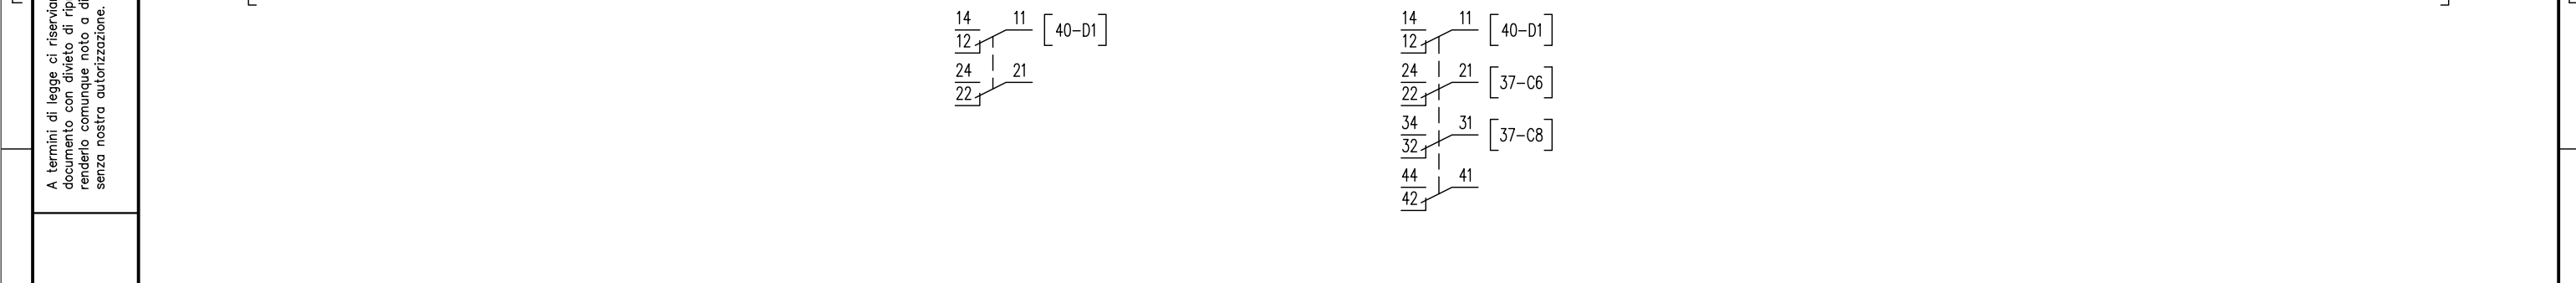 A termini di legge ci
documento con divieto di
renderlo comunque noto a
senza nostra autorizzazione.
14 11 [40-D1]
12
24 21
22
14 11 [40-D1]
12
24 21 [37-C6]
22
34 31 [37-C8]
32
44 41
42